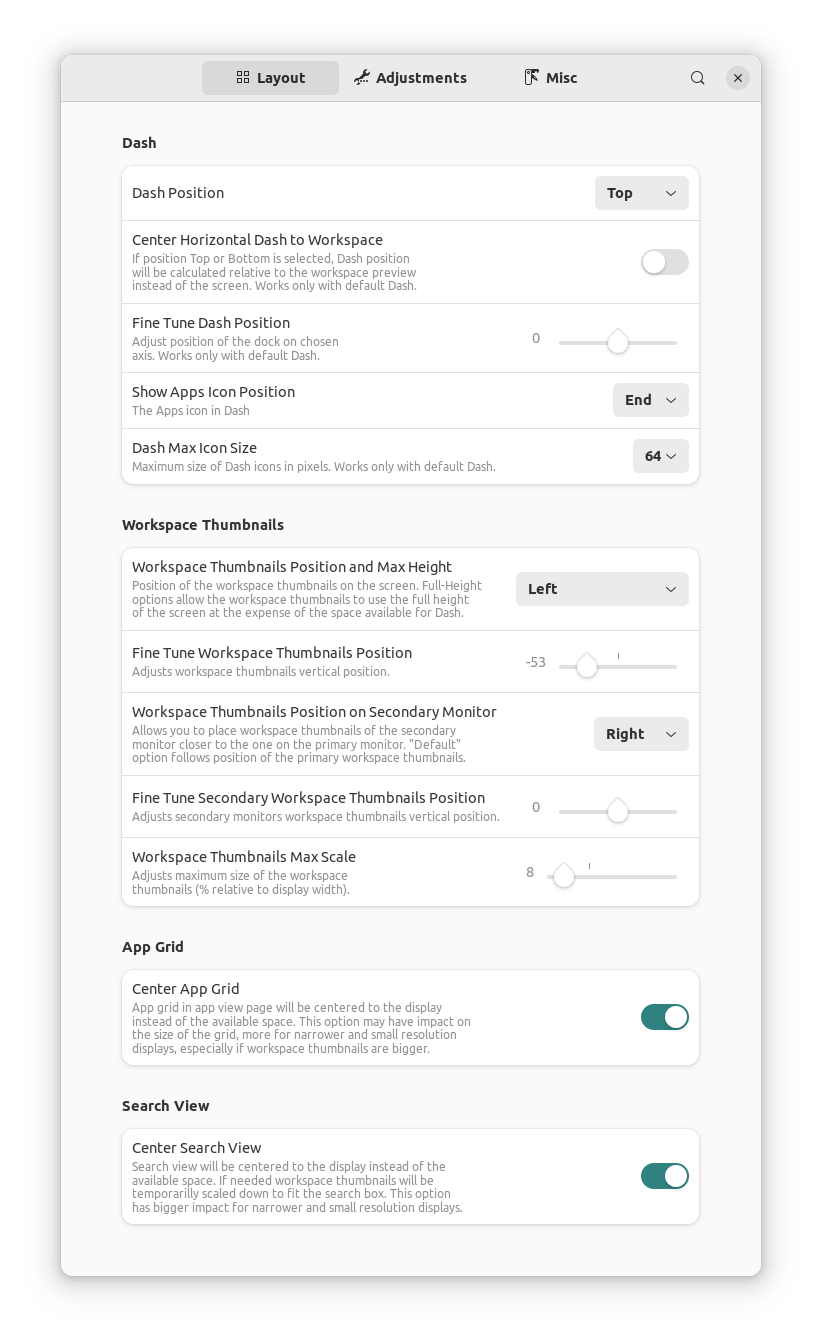 Layout
Adjustments
Misc
Dash
Dash Position
Top
Center Horizontal Dash to Workspace
If position Top or Bottom is selected, Dash position
will be calculated relative to the workspace preview
instead of the screen. Works only with default Dash.
Fine Tune Dash Position
Adjust position of the dock on chosen
axis. Works only with default Dash.
0
Show Apps Icon Position
The Apps icon in Dash
End
Dash Max Icon Size
Maximum size of Dash icons in pixels. Works only with default Dash.
64
Workspace Thumbnails
Workspace Thumbnails Position and Max Height
Position of the workspace thumbnails on the screen. Full-Height
options allow the workspace thumbnails to use the full height
of the screen at the expense of the space available for Dash.
Left
Fine Tune Workspace Thumbnails Position
Adjusts workspace thumbnails vertical position.
-53
Workspace Thumbnails Position on Secondary Monitor
Allows you to place workspace thumbnails of the secondary
monitor closer to the one on the primary monitor. "Default"
option follows position of the primary workspace thumbnails.
Right
Fine Tune Secondary Workspace Thumbnails Position
Adjusts secondary monitors workspace thumbnails vertical position.
0
Workspace Thumbnails Max Scale
Adjusts maximum size of the workspace
thumbnails (% relative to display width).
8
App Grid
Center App Grid
App grid in app view page will be centered to the display
instead of the available space. This option may have impact on
the size of the grid, more for narrower and small resolution
displays, especially if workspace thumbnails are bigger.
Search View
Center Search View
Search view will be centered to the display instead of the
available space. If needed workspace thumbnails will be
temporarilly scaled down to fit the search box. This option
has bigger impact for narrower and small resolution displays.